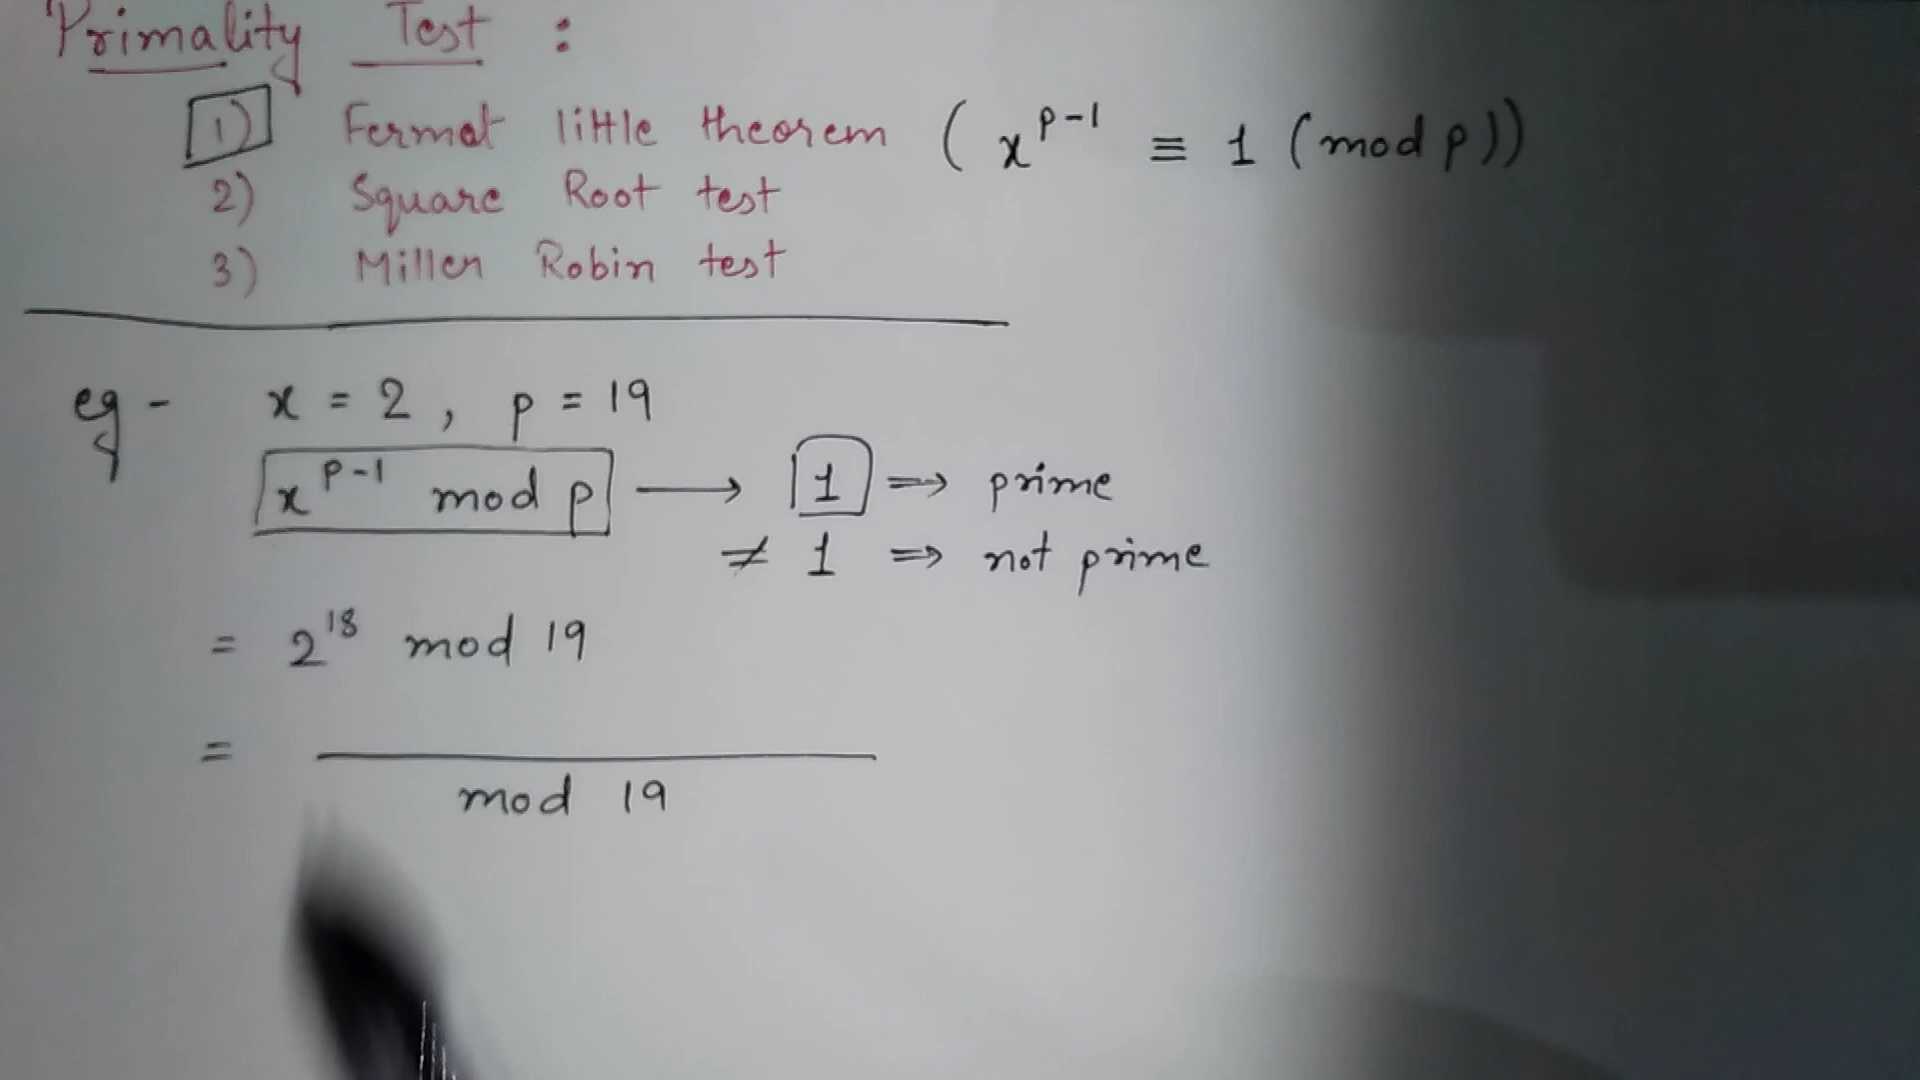 Primality Test :
1) Fermat little theorem ( x^{p-1} ≡ 1 (mod p))
2) Square Root test
3) Miller Robin test
eg - x = 2 , p = 19
x^{p-1} mod p → 1 ⇒ prime
≠ 1 ⇒ not prime
= 2^{18} mod 19
=
mod 19